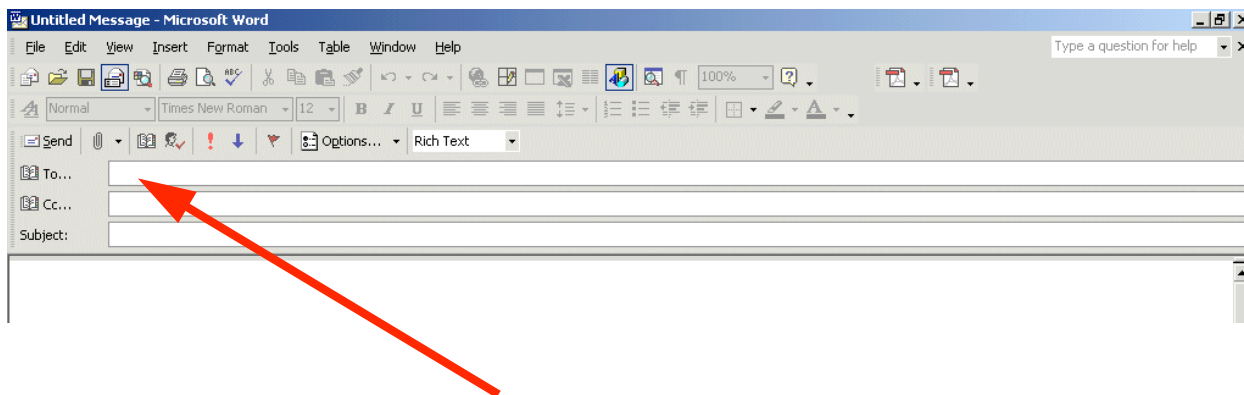 Untitled Message - Microsoft Word
File Edit View Insert Format Tools Table Window Help Type a question for help
ABC 100%
Normal Times New Roman 12 B I U A
Send Options... Rich Text
To...
Cc...
Subject: